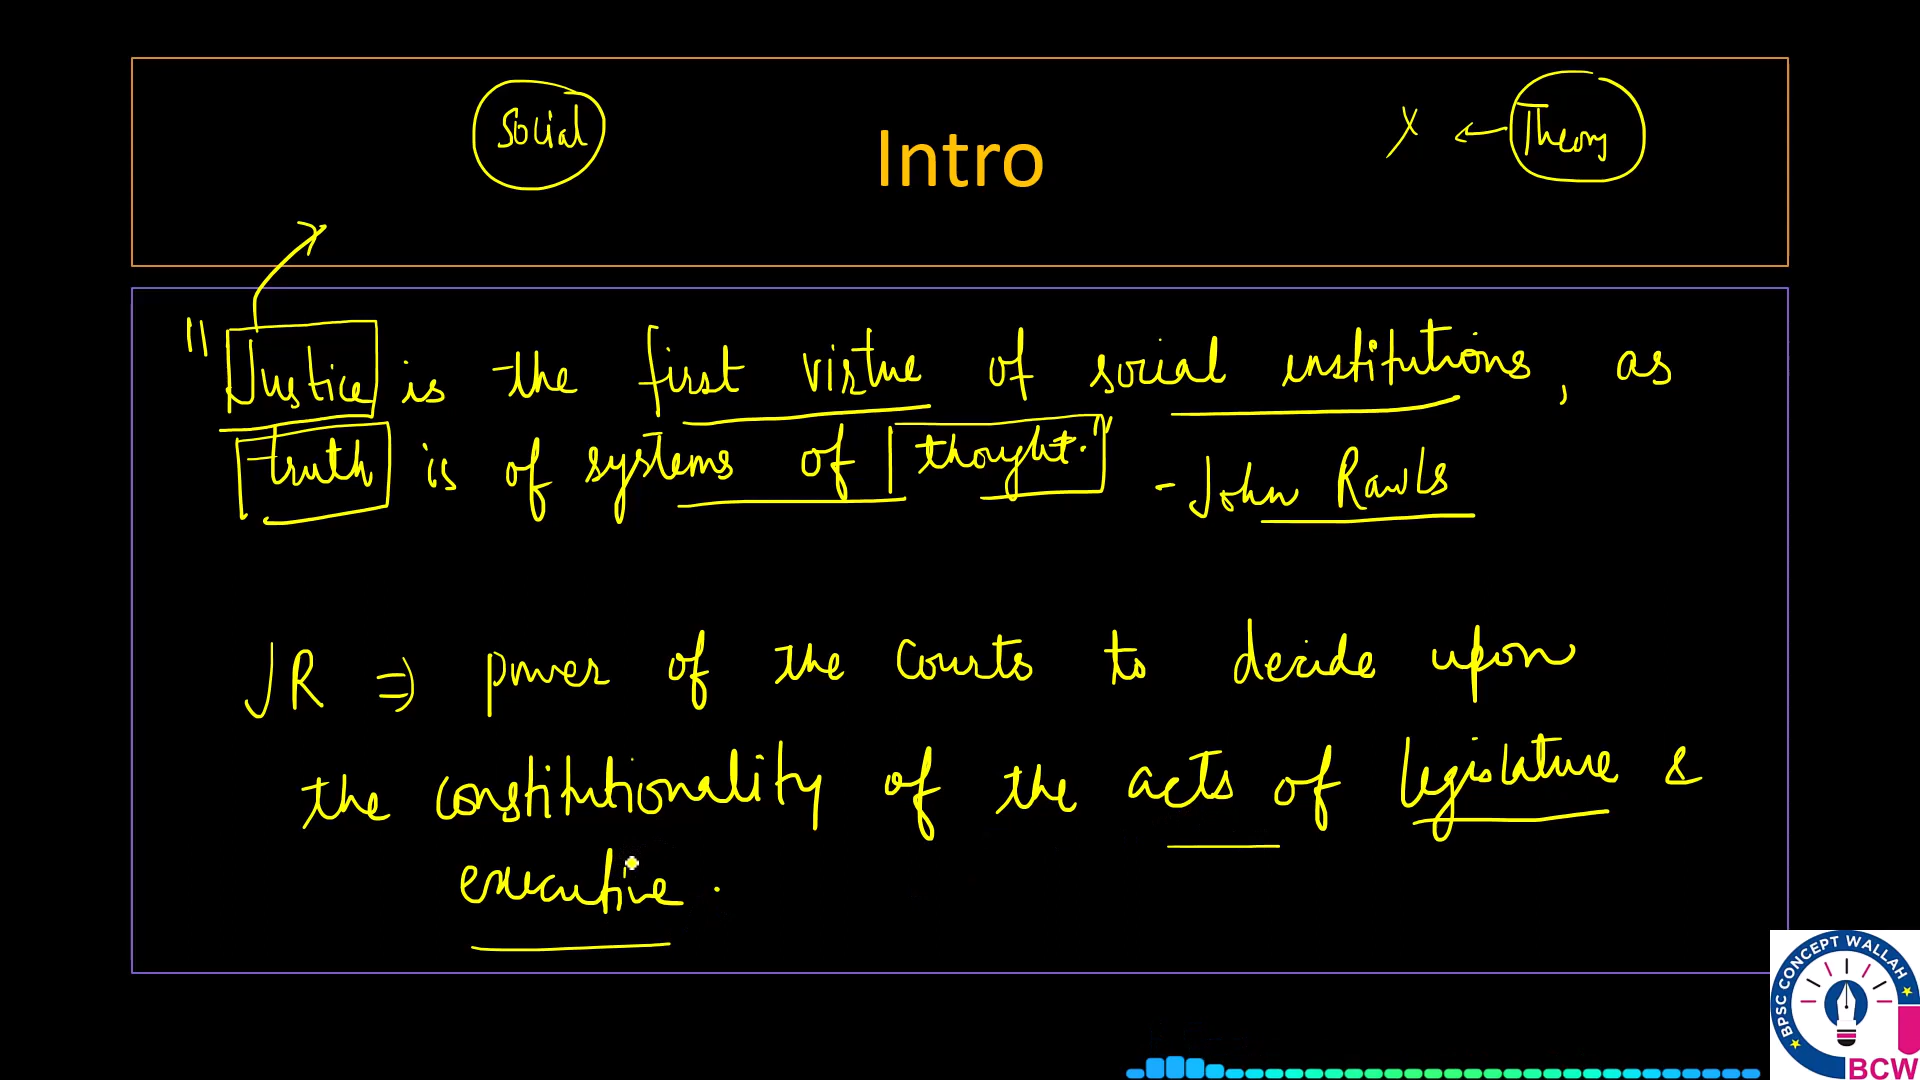 Social
Intro
X ← Theory
"Justice is the first virtue of social institutions, as
truth is of systems of thought."
- John Rawls
JR ⇒ power of the courts to decide upon
the constitutionality of the acts of legislature &
executive.
BPSC CONCEPT WALLAH
BCW